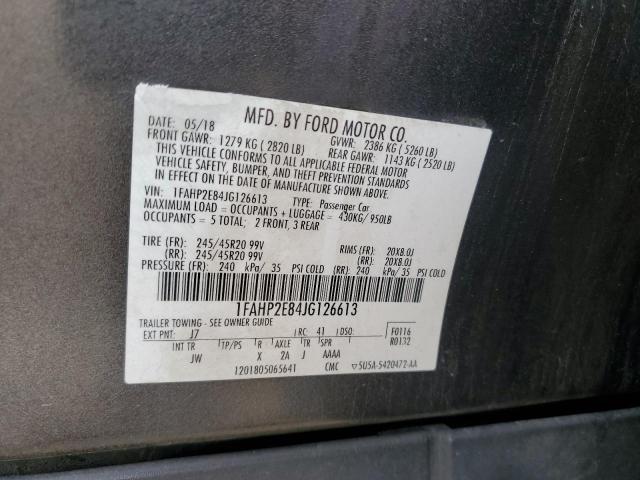 MFD. BY FORD MOTOR CO.
DATE: 05/18 GVWR: 2386 KG ( 5260 LB)
FRONT GAWR: 1279 KG ( 2820 LB) REAR GAWR: 1143 KG ( 2520 LB)
THIS VEHICLE CONFORMS TO ALL APPLICABLE FEDERAL MOTOR
VEHICLE SAFETY, BUMPER, AND THEFT PREVENTION STANDARDS
IN EFFECT ON THE DATE OF MANUFACTURE SHOWN ABOVE.
VIN: 1FAHP2E84JG126613 TYPE: Passenger Car
MAXIMUM LOAD = OCCUPANTS + LUGGAGE = 430KG/ 950LB
OCCUPANTS = 5 TOTAL; 2 FRONT, 3 REAR
TIRE (FR): 245/45R20 99V RIMS (FR): 20X8.0J
(RR): 245/45R20 99V (RR): 20X8.0J
PRESSURE (FR): 240 kPa/ 35 PSI COLD (RR): 240 kPa/ 35 PSI COLD
1FAHP2E84JG126613
TRAILER TOWING - SEE OWNER GUIDE
EXT PNT: J7 RC: 41 DSO: F0116
R0132
INT TR TP/PS R AXLE TR SPR
JW X 2A J AAAA
1201805065641 CMC ▽5U5A-5420472-AA